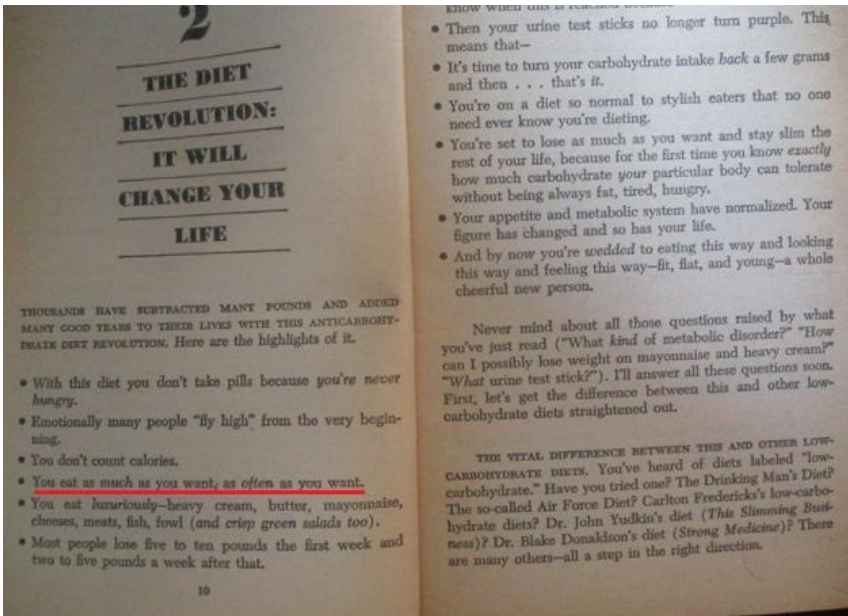 2
THE DIET
REVOLUTION:
IT WILL
CHANGE YOUR
LIFE
THOUSANDS HAVE SUBTRACTED MANY POUNDS AND ADDED
MANY GOOD YEARS TO THEIR LIVES WITH THIS ANTICARBOHY-
DRATE DIET REVOLUTION. Here are the highlights of it.
• With this diet you don't take pills because you're never
hungry.
• Emotionally many people "fly high" from the very begin-
ning.
• You don't count calories.
• You eat as much as you want, as often as you want.
• You eat luxuriously—heavy cream, butter, mayonnaise,
cheeses, meats, fish, fowl (and crisp green salads too).
• Most people lose five to ten pounds the first week and
two to five pounds a week after that.
10
know when this is reached because
• Then your urine test sticks no longer turn purple. This
means that—
• It's time to turn your carbohydrate intake back a few grams
and then . . . that's it.
• You're on a diet so normal to stylish eaters that no one
need ever know you're dieting.
• You're set to lose as much as you want and stay slim the
rest of your life, because for the first time you know exactly
how much carbohydrate your particular body can tolerate
without being always fat, tired, hungry.
• Your appetite and metabolic system have normalized. Your
figure has changed and so has your life.
• And by now you're wedded to eating this way and looking
this way and feeling this way—fit, flat, and young—a whole
cheerful new person.
Never mind about all those questions raised by what
you've just read ("What kind of metabolic disorder?" "How
can I possibly lose weight on mayonnaise and heavy cream?"
"What urine test stick?"). I'll answer all these questions soon.
First, let's get the difference between this and other low-
carbohydrate diets straightened out.
THE VITAL DIFFERENCE BETWEEN THIS AND OTHER LOW-
CARBOHYDRATE DIETS. You've heard of diets labeled "low-
carbohydrate." Have you tried one? The Drinking Man's Diet?
The so-called Air Force Diet? Carlton Fredericks's low-carbo-
hydrate diets? Dr. John Yudkin's diet (This Slimming Busi-
ness)? Dr. Blake Donaldson's diet (Strong Medicine)? There
are many others—all a step in the right direction.